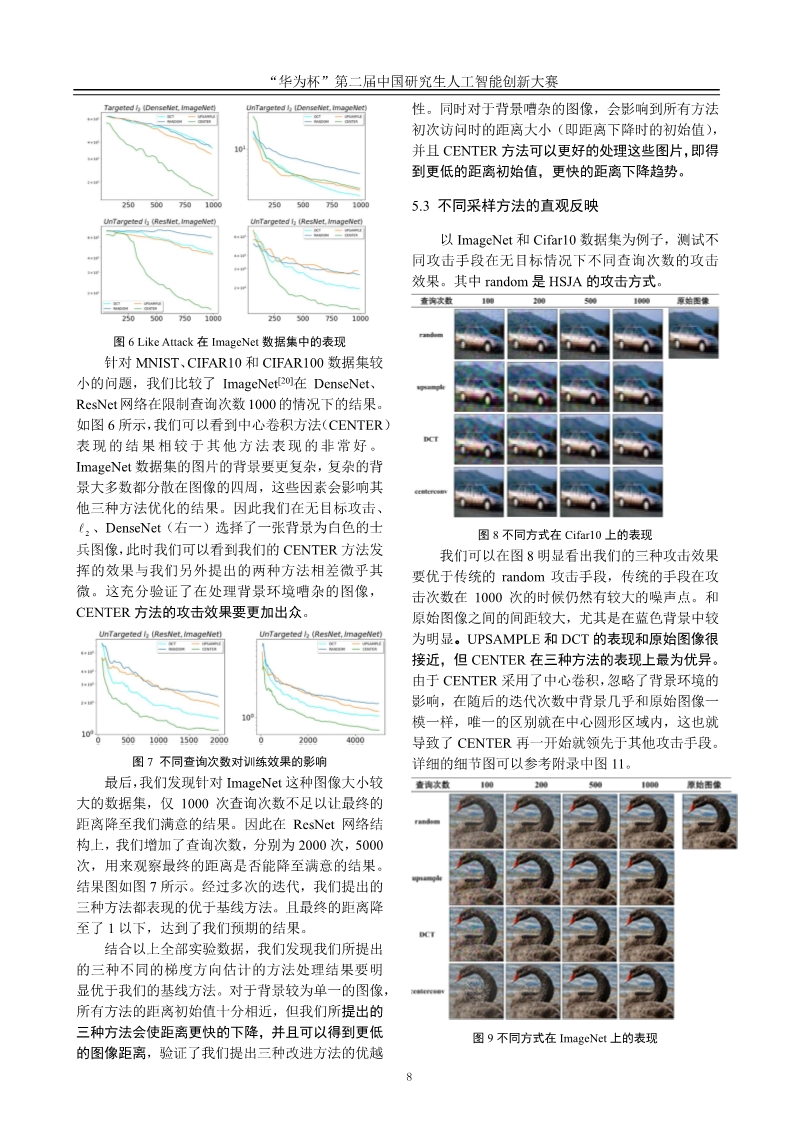 “华为杯”第二届中国研究生人工智能创新大赛
Targeted l2 (DenseNet, ImageNet)
UnTargeted l2 (DenseNet, ImageNet)
DCT
RANDOM
UPSAMPLE
CENTER
250 500 750 1000
250 500 750 1000
UnTargeted l2 (ResNet, ImageNet)
UnTargeted l2 (ResNet, ImageNet)
DCT
RANDOM
UPSAMPLE
CENTER
250 500 750 1000
250 500 750 1000
图 6 Like Attack 在 ImageNet 数据集中的表现
针对 MNIST、CIFAR10 和 CIFAR100 数据集较
小的问题，我们比较了 ImageNet[20]在 DenseNet、
ResNet 网络在限制查询次数 1000 的情况下的结果。
如图 6 所示，我们可以看到中心卷积方法（CENTER）
表现的结果相较于其他方法表现的非常好。
ImageNet 数据集的图片的背景要更复杂，复杂的背
景大多数都分散在图像的四周，这些因素会影响其
他三种方法优化的结果。因此我们在无目标攻击、
ℓ2 、DenseNet（右一）选择了一张背景为白色的士
兵图像，此时我们可以看到我们的 CENTER 方法发
挥的效果与我们另外提出的两种方法相差微乎其
微。这充分验证了在处理背景环境嘈杂的图像，
CENTER 方法的攻击效果要更加出众。
UnTargeted l2 (ResNet, ImageNet)
UnTargeted l2 (ResNet, ImageNet)
DCT
RANDOM
UPSAMPLE
CENTER
0 500 1000 1500 2000
0 2000 4000
图 7 不同查询次数对训练效果的影响
最后，我们发现针对 ImageNet 这种图像大小较
大的数据集，仅 1000 次查询次数不足以让最终的
距离降至我们满意的结果。因此在 ResNet 网络结
构上，我们增加了查询次数，分别为 2000 次，5000
次，用来观察最终的距离是否能降至满意的结果。
结果图如图 7 所示。经过多次的迭代，我们提出的
三种方法都表现的优于基线方法。且最终的距离降
至了 1 以下，达到了我们预期的结果。
结合以上全部实验数据，我们发现我们所提出
的三种不同的梯度方向估计的方法处理结果要明
显优于我们的基线方法。对于背景较为单一的图像，
所有方法的距离初始值十分相近，但我们所提出的
三种方法会使距离更快的下降，并且可以得到更低
的图像距离，验证了我们提出三种改进方法的优越
性。同时对于背景嘈杂的图像，会影响到所有方法
初次访问时的距离大小（即距离下降时的初始值），
并且 CENTER 方法可以更好的处理这些图片，即得
到更低的距离初始值，更快的距离下降趋势。
5.3 不同采样方法的直观反映
以 ImageNet 和 Cifar10 数据集为例子，测试不
同攻击手段在无目标情况下不同查询次数的攻击
效果。其中 random 是 HSJA 的攻击方式。
查询次数 100 200 500 1000 原始图像
random
upsample
DCT
centerconv
图 8 不同方式在 Cifar10 上的表现
我们可以在图 8 明显看出我们的三种攻击效果
要优于传统的 random 攻击手段，传统的手段在攻
击次数在 1000 次的时候仍然有较大的噪声点。和
原始图像之间的间距较大，尤其是在蓝色背景中较
为明显。UPSAMPLE 和 DCT 的表现和原始图像很
接近，但 CENTER 在三种方法的表现上最为优异。
由于 CENTER 采用了中心卷积，忽略了背景环境的
影响，在随后的迭代次数中背景几乎和原始图像一
模一样，唯一的区别就在中心圆形区域内，这也就
导致了 CENTER 再一开始就领先于其他攻击手段。
详细的细节图可以参考附录中图 11。
查询次数 100 200 500 1000 原始图像
random
upsample
DCT
centerconv
图 9 不同方式在 ImageNet 上的表现
8